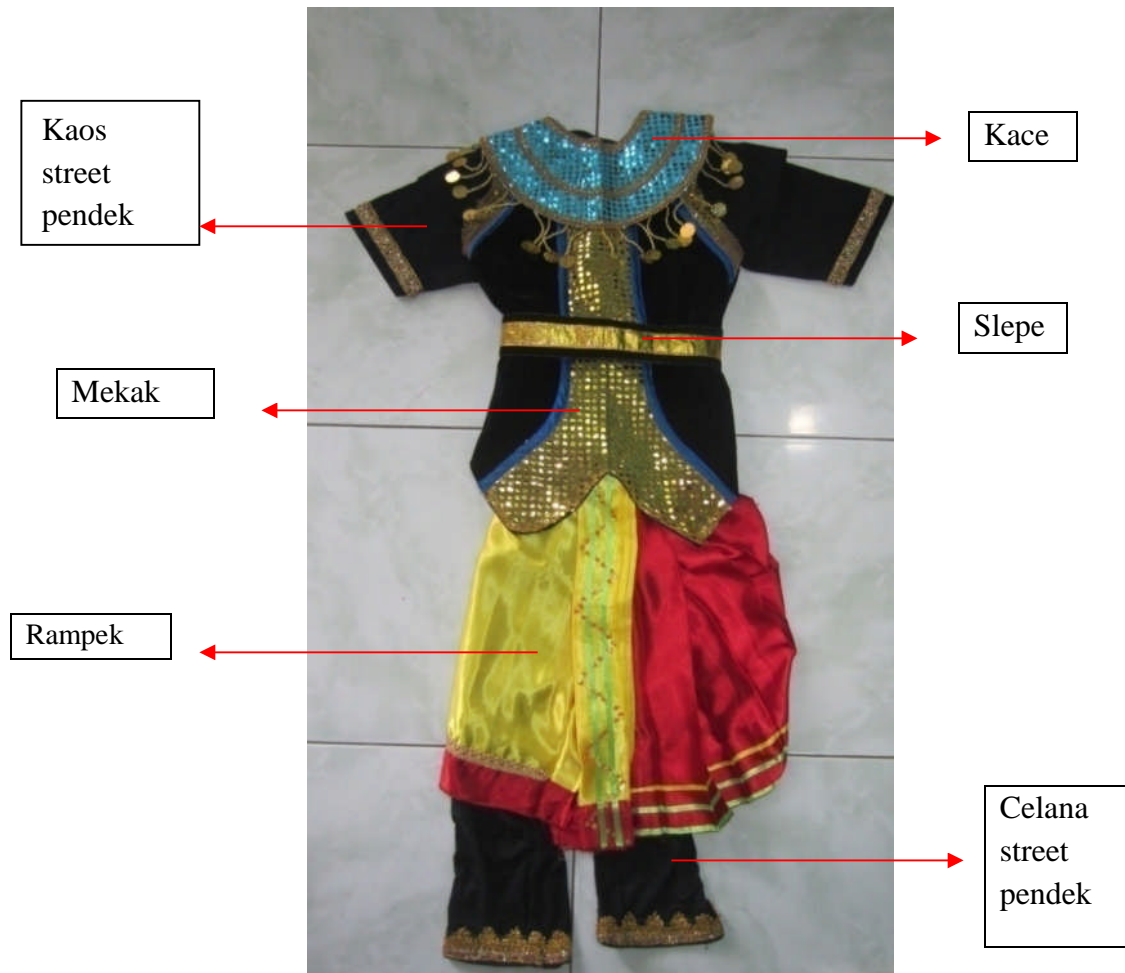 Kaos
street
pendek
Kace
Slepe
Mekak
Rampek
Celana
street
pendek